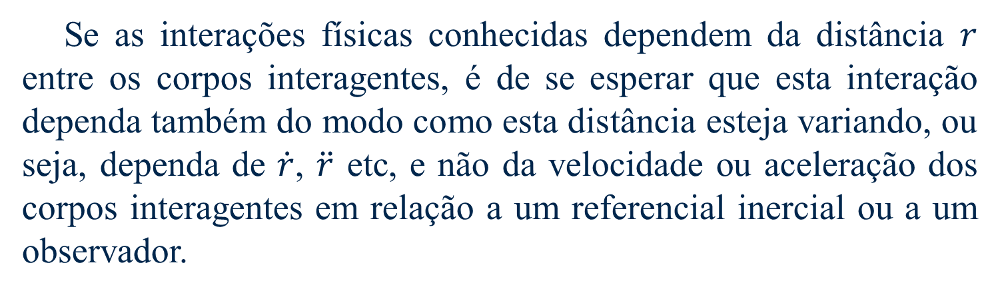 Se as interações físicas conhecidas dependem da distância r
entre os corpos interagentes, é de se esperar que esta interação
dependa também do modo como esta distância esteja variando, ou
seja, dependa de ṙ, r̈ etc, e não da velocidade ou aceleração dos
corpos interagentes em relação a um referencial inercial ou a um
observador.